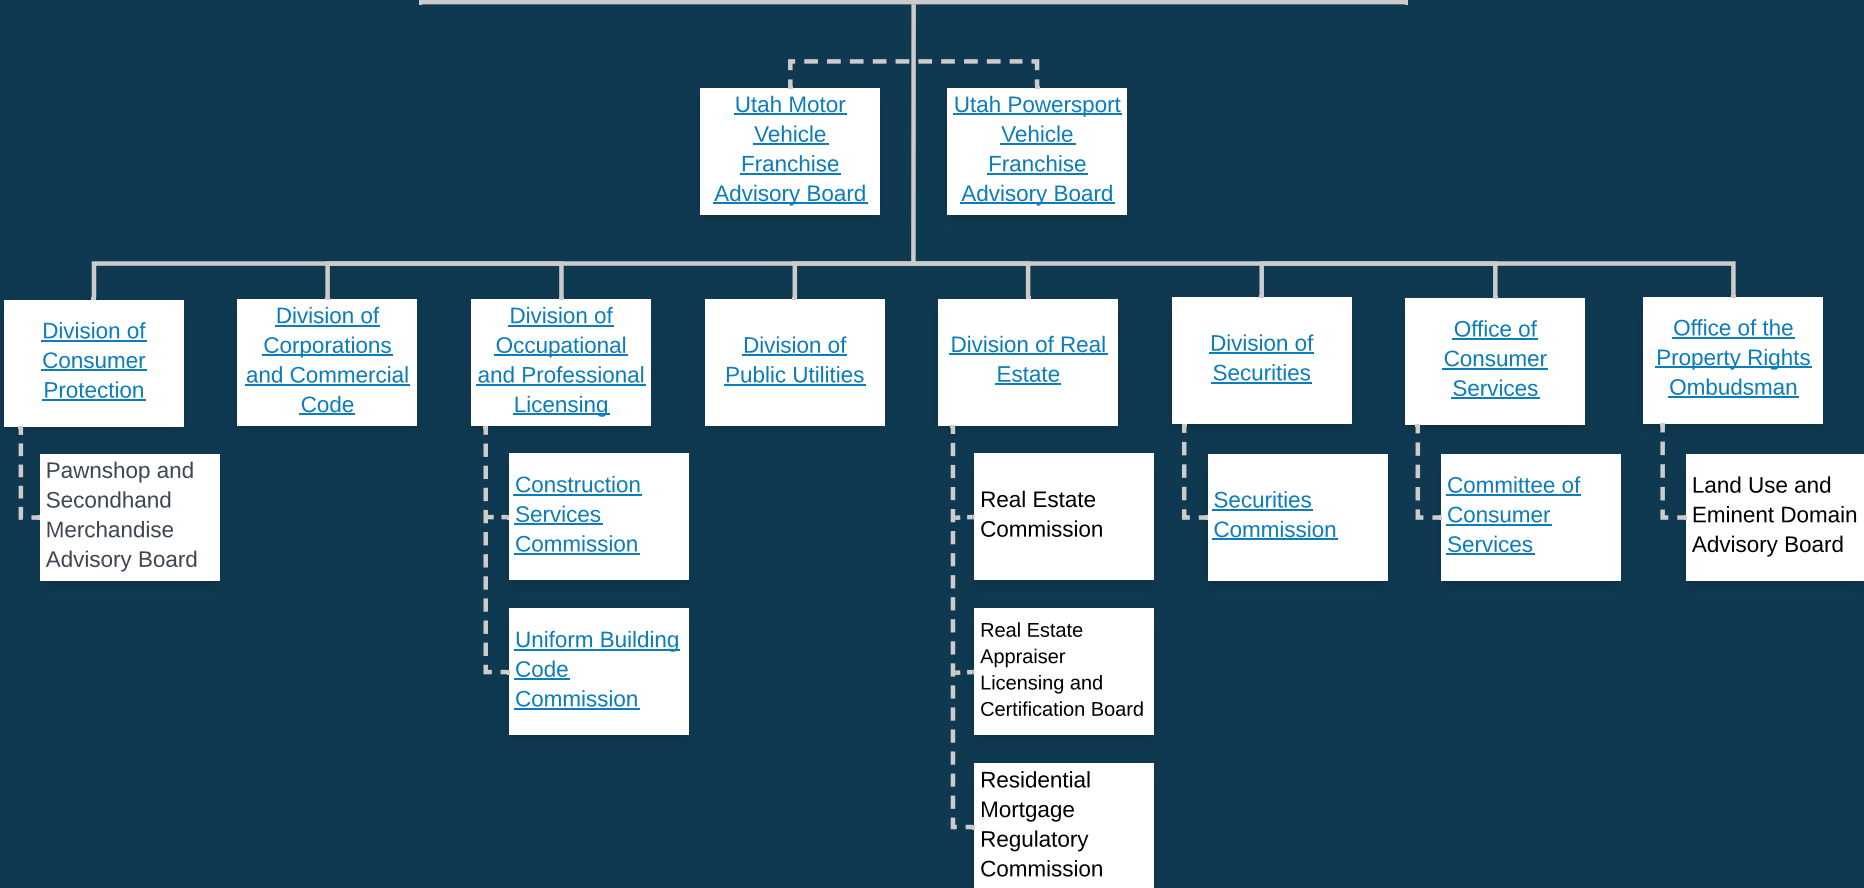 Utah Motor
Vehicle
Franchise
Advisory Board
Utah Powersport
Vehicle
Franchise
Advisory Board
Division of
Consumer
Protection
Division of
Corporations
and Commercial
Code
Division of
Occupational
and Professional
Licensing
Division of
Public Utilities
Division of Real
Estate
Division of
Securities
Office of
Consumer
Services
Office of the
Property Rights
Ombudsman
Pawnshop and
Secondhand
Merchandise
Advisory Board
Construction
Services
Commission
Real Estate
Commission
Securities
Commission
Committee of
Consumer
Services
Land Use and
Eminent Domain
Advisory Board
Uniform Building
Code
Commission
Real Estate
Appraiser
Licensing and
Certification Board
Residential
Mortgage
Regulatory
Commission